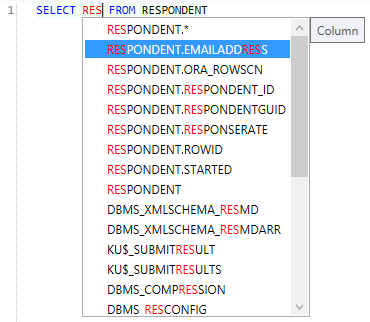 1 SELECT RES FROM RESPONDENT
RESPONDENT.*
Column
RESPONDENT.EMAILADDRESS
RESPONDENT.ORA_ROWSCN
RESPONDENT.RESPONDENT_ID
RESPONDENT.RESPONDENTGUID
RESPONDENT.RESPONSERATE
RESPONDENT.ROWID
RESPONDENT.STARTED
RESPONDENT
DBMS_XMLSCHEMA_RESMD
DBMS_XMLSCHEMA_RESMDARR
KU$_SUBMITRESULT
KU$_SUBMITRESULTS
DBMS_COMPRESSION
DBMS_RESCONFIG